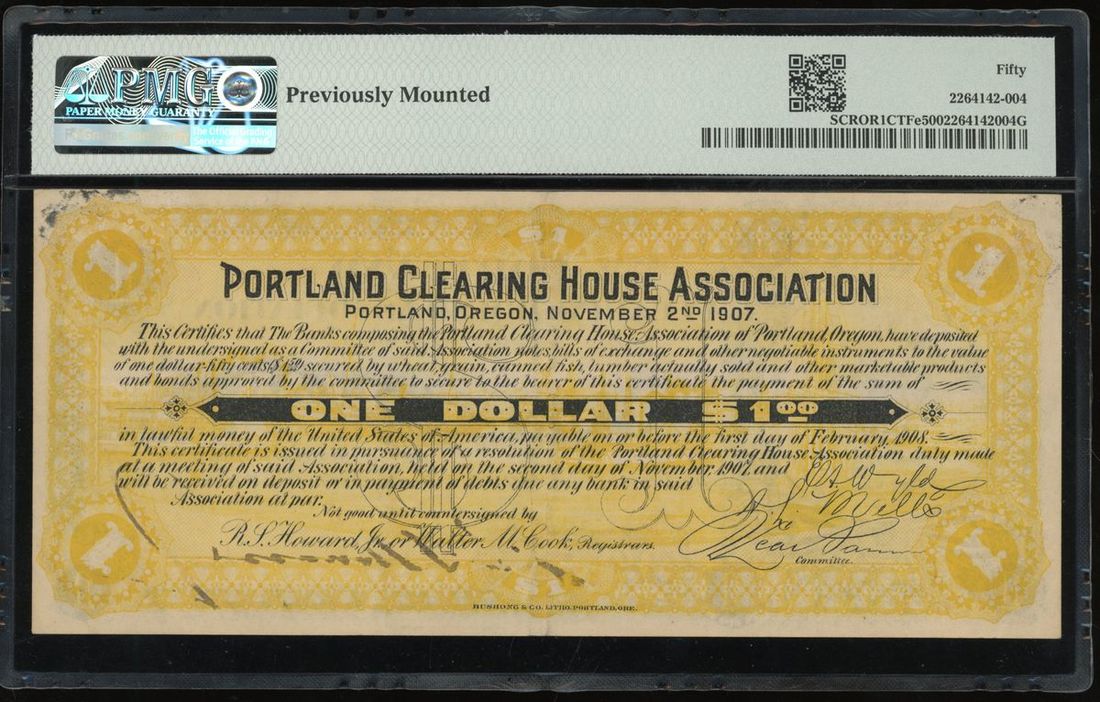 PMG
PAPER MONEY GUARANTY
Previously Mounted
Fifty
2264142-004
SCROR1CTFe5002264142004G
$1
1 1
PORTLAND CLEARING HOUSE ASSOCIATION
PORTLAND, OREGON, NOVEMBER 2ND 1907.
This Certifies that The Banks composing the Portland Clearing House Association of Portland, Oregon, have deposited
with the undersigned as a Committee of said Association notes, bills of exchange and other negotiable instruments to the value
of one dollar fifty cents ($1.50) secured by wheat, grain, canned fish, lumber actually sold and other marketable products
and bonds approved by the committee to secure to the bearer of this certificate the payment of the sum of
ONE DOLLAR $1 00
in lawful money of the United States of America, payable on or before the first day of February, 1908.
This certificate is issued in pursuance of a resolution of the Portland Clearing House Association duly made
at a meeting of said Association, held on the second day of November 1907, and
will be received on deposit or in payment of debts due any bank in said
Association at par.
Not good until countersigned by
R. S. Howard, Jr. or Walter M. Cook, Registrars.
Committee.
1 1
BUSHONG & CO. LITHO. PORTLAND, ORE.